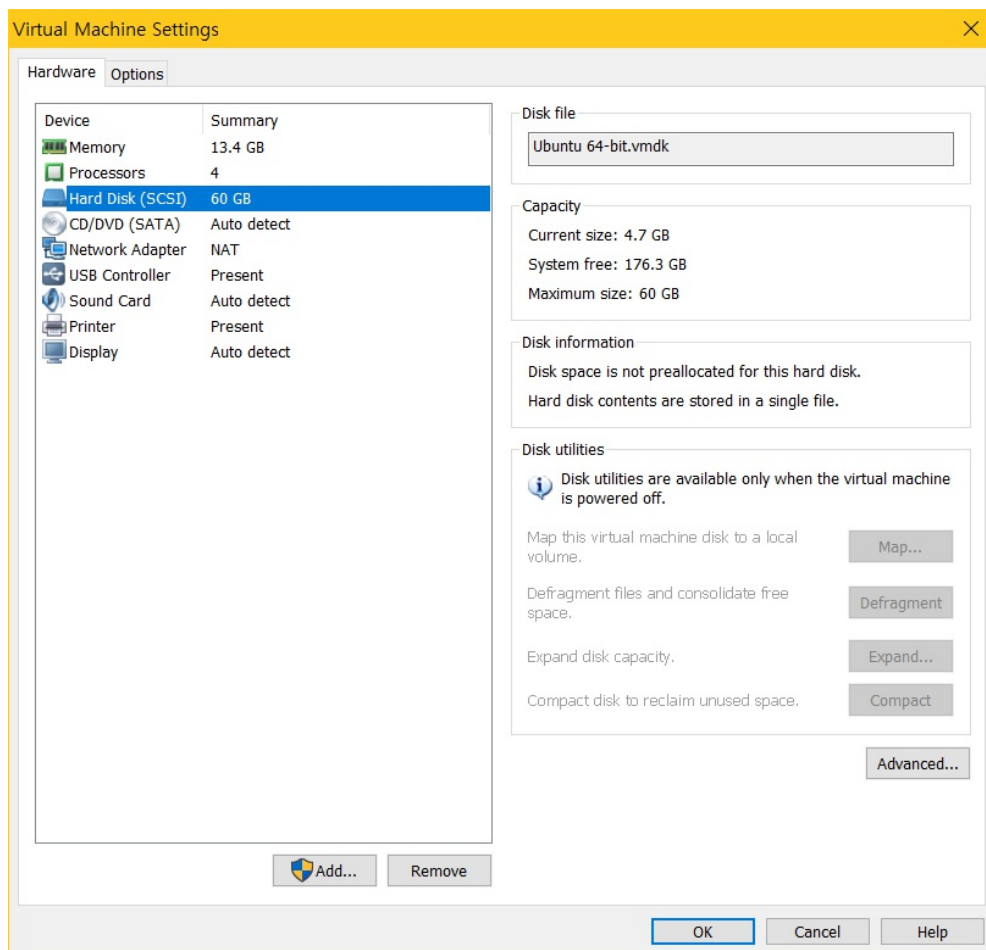 Virtual Machine Settings
Hardware
Options
Device Summary
Memory 13.4 GB
Processors 4
Hard Disk (SCSI) 60 GB
CD/DVD (SATA) Auto detect
Network Adapter NAT
USB Controller Present
Sound Card Auto detect
Printer Present
Display Auto detect
Add...
Remove
Disk file
Ubuntu 64-bit.vmdk
Capacity
Current size: 4.7 GB
System free: 176.3 GB
Maximum size: 60 GB
Disk information
Disk space is not preallocated for this hard disk.
Hard disk contents are stored in a single file.
Disk utilities
Disk utilities are available only when the virtual machine
is powered off.
Map this virtual machine disk to a local
volume.
Map...
Defragment files and consolidate free
space.
Defragment
Expand disk capacity.
Expand...
Compact disk to reclaim unused space.
Compact
Advanced...
OK
Cancel
Help